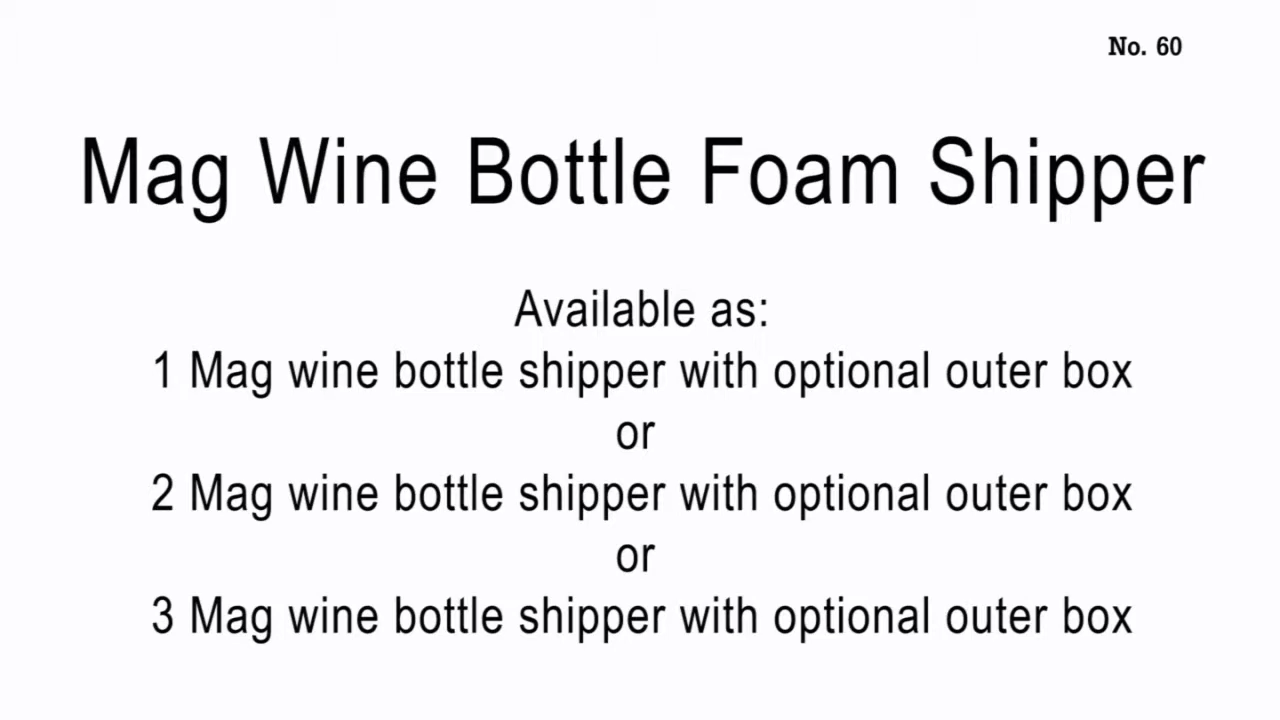 No. 60
Mag Wine Bottle Foam Shipper
Available as:
1 Mag wine bottle shipper with optional outer box
or
2 Mag wine bottle shipper with optional outer box
or
3 Mag wine bottle shipper with optional outer box